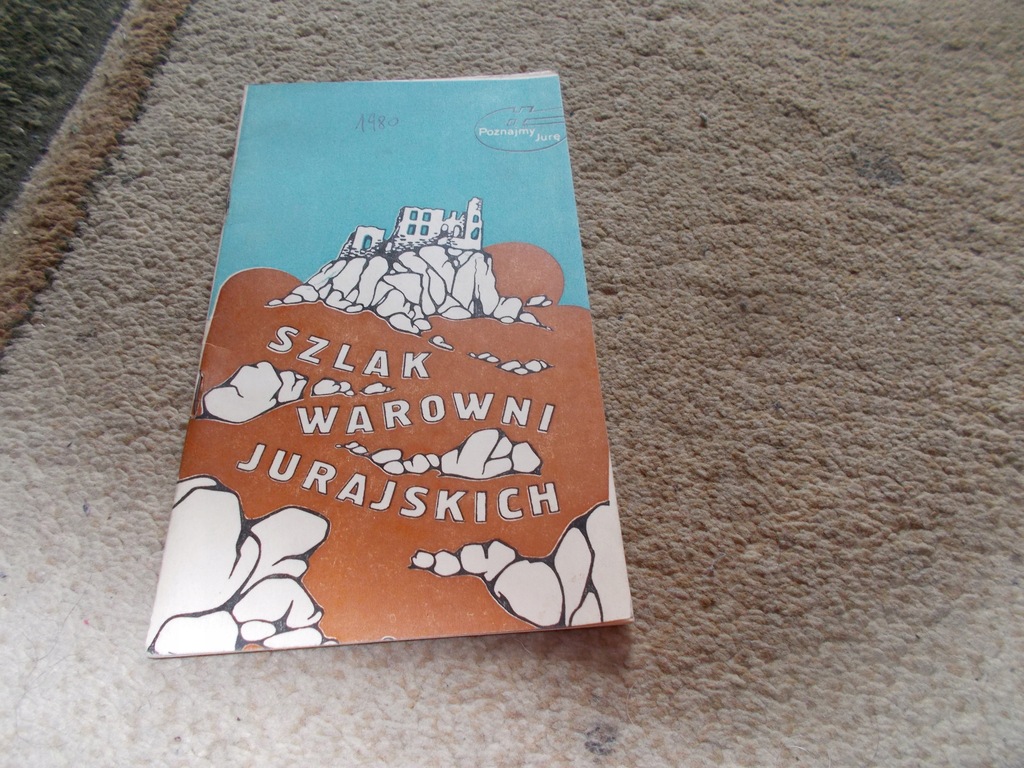 1980
Poznajmy
Jurę
SZLAK
WAROWNI
JURAJSKICH